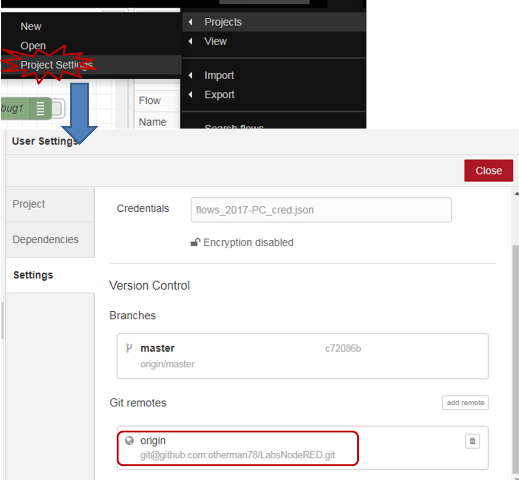 New
Open
Project Settings
Projects
View
Import
Export
Search flows
bug1
Flow
Name
User Settings
Close
Project
Dependencies
Settings
Credentials
flows_2017-PC_cred.json
Encryption disabled
Version Control
Branches
master
c72086b
origin/master
Git remotes
add remote
origin
git@github.com:otherman78/LabsNodeRED.git